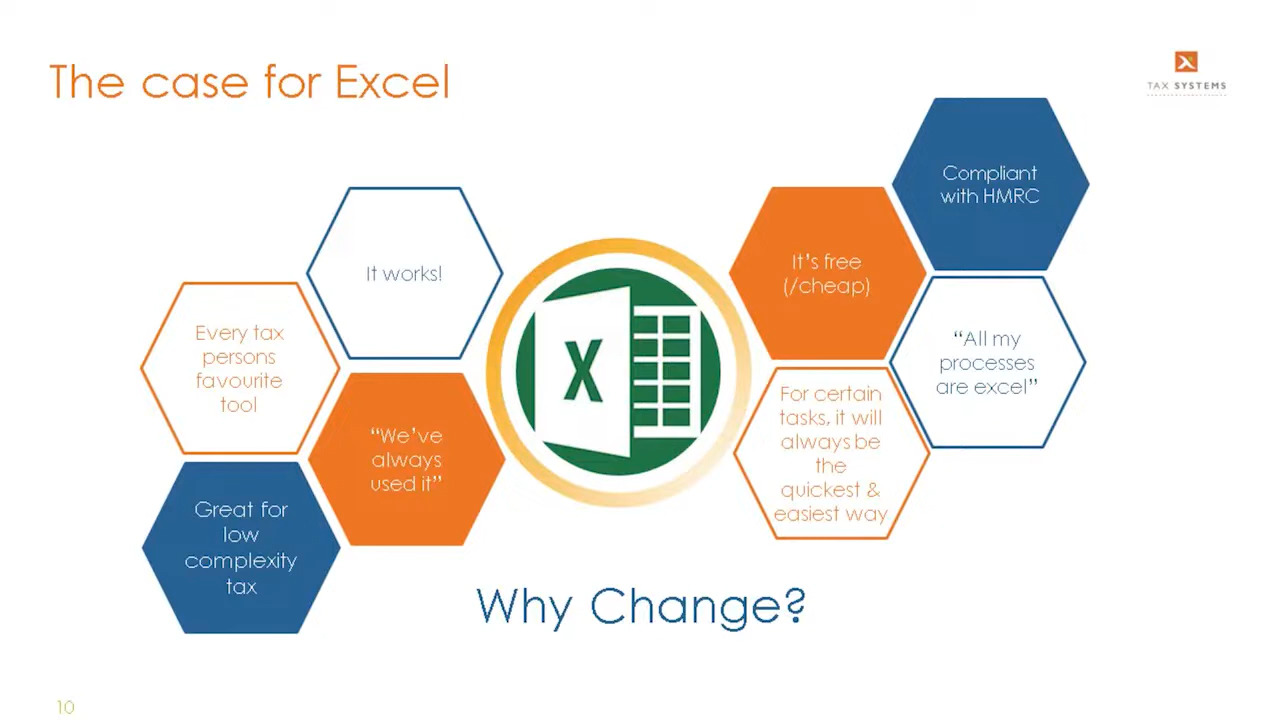 The case for Excel
TAX SYSTEMS
Compliant
with HMRC
It works!
It's free
(/cheap)
Every tax
persons
favourite
tool
"All my
processes
are excel"
X
"We've
always
used it"
For certain
tasks, it will
always be
the
quickest &
easiest way
Great for
low
complexity
tax
Why Change?
10